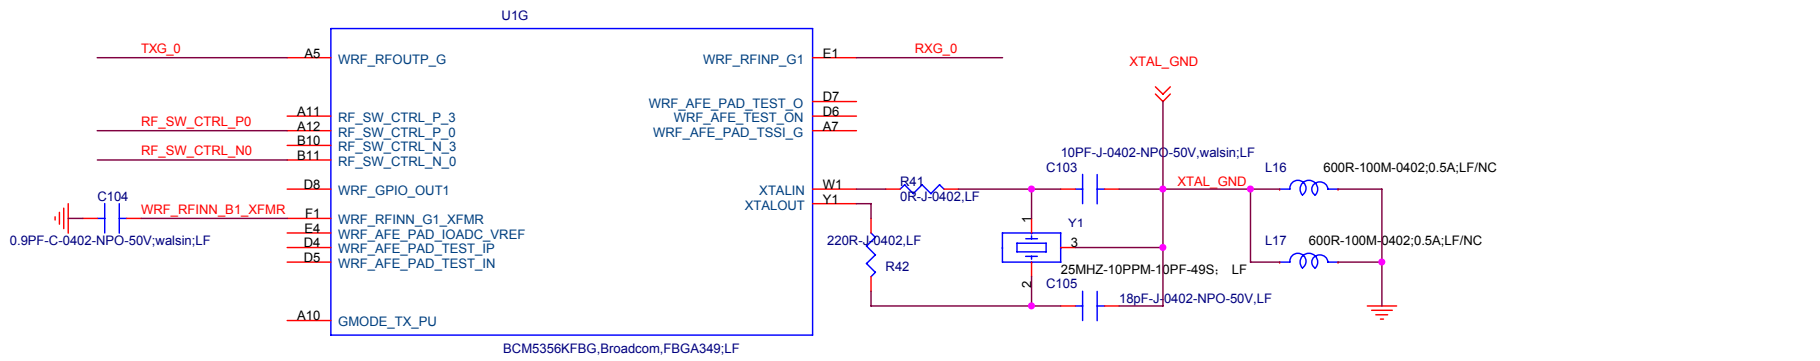 U1G
TXG_0
A5
WRF_RFOUTP_G
WRF_RFINP_G1
E1
RXG_0
XTAL_GND
A11
RF_SW_CTRL_P_3
RF_SW_CTRL_P0
A12
RF_SW_CTRL_P_0
B10
RF_SW_CTRL_N_3
RF_SW_CTRL_N0
B11
RF_SW_CTRL_N_0
WRF_AFE_PAD_TEST_O
D7
WRF_AFE_TEST_ON
D6
WRF_AFE_PAD_TSSI_G
A7
D8
WRF_GPIO_OUT1
C104
WRF_RFINN_B1_XFMR
F1
WRF_RFINN_G1_XFMR
0.9PF-C-0402-NPO-50V;walsin;LF
E4
WRF_AFE_PAD_IOADC_VREF
D4
WRF_AFE_PAD_TEST_IP
D5
WRF_AFE_PAD_TEST_IN
A10
GMODE_TX_PU
XTALIN
W1
XTALOUT
Y1
R41
0R-J-0402,LF
220R-J-0402,LF
R42
10PF-J-0402-NPO-50V,walsin;LF
C103
XTAL_GND
L16
600R-100M-0402;0.5A;LF/NC
1
Y1
3
2
25MHZ-10PPM-10PF-49S; LF
C105
18pF-J-0402-NPO-50V,LF
L17
600R-100M-0402;0.5A;LF/NC
BCM5356KFBG,Broadcom,FBGA349;LF